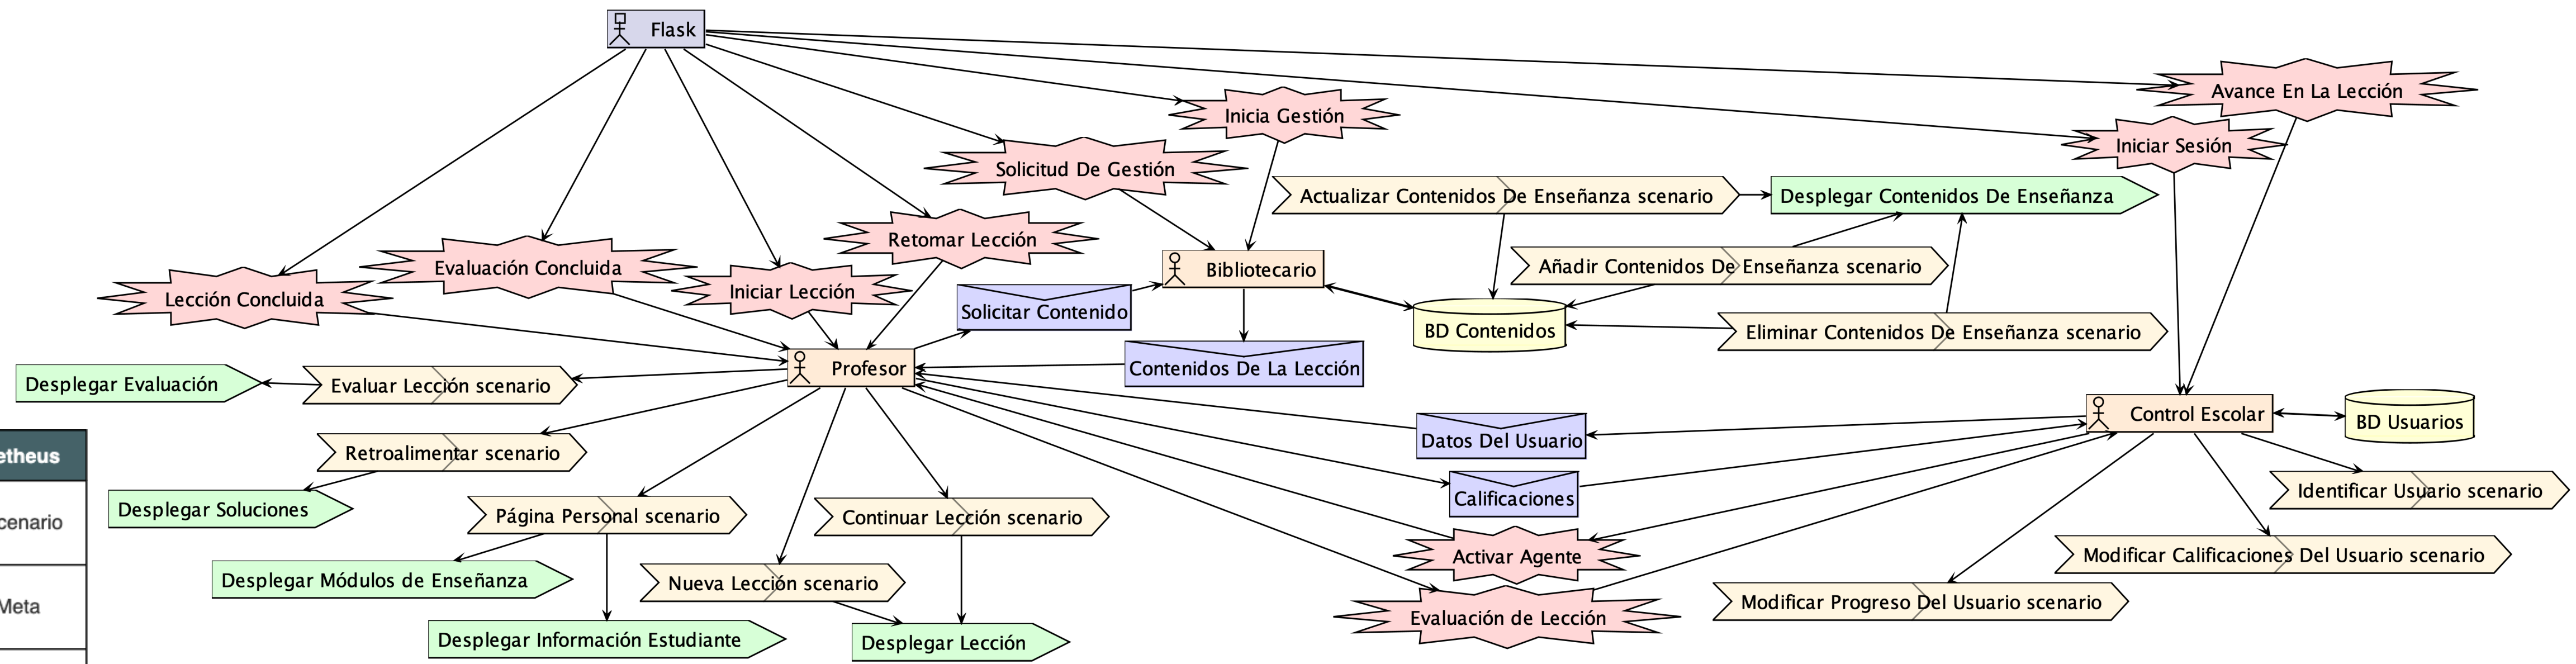 Flask
Avance En La Lección
Inicia Gestión
Iniciar Sesión
Solicitud De Gestión
Actualizar Contenidos De Enseñanza scenario
Desplegar Contenidos De Enseñanza
Retomar Lección
Evaluación Concluida
Bibliotecario
Añadir Contenidos De Enseñanza scenario
Lección Concluida
Iniciar Lección
Solicitar Contenido
BD Contenidos
Eliminar Contenidos De Enseñanza scenario
Profesor
Contenidos De La Lección
Desplegar Evaluación
Evaluar Lección scenario
Control Escolar
BD Usuarios
Datos Del Usuario
etheus
Retroalimentar scenario
Calificaciones
Identificar Usuario scenario
Desplegar Soluciones
Página Personal scenario
Continuar Lección scenario
cenario
Activar Agente
Modificar Calificaciones Del Usuario scenario
Desplegar Módulos de Enseñanza
Nueva Lección scenario
Modificar Progreso Del Usuario scenario
Meta
Evaluación de Lección
Desplegar Información Estudiante
Desplegar Lección